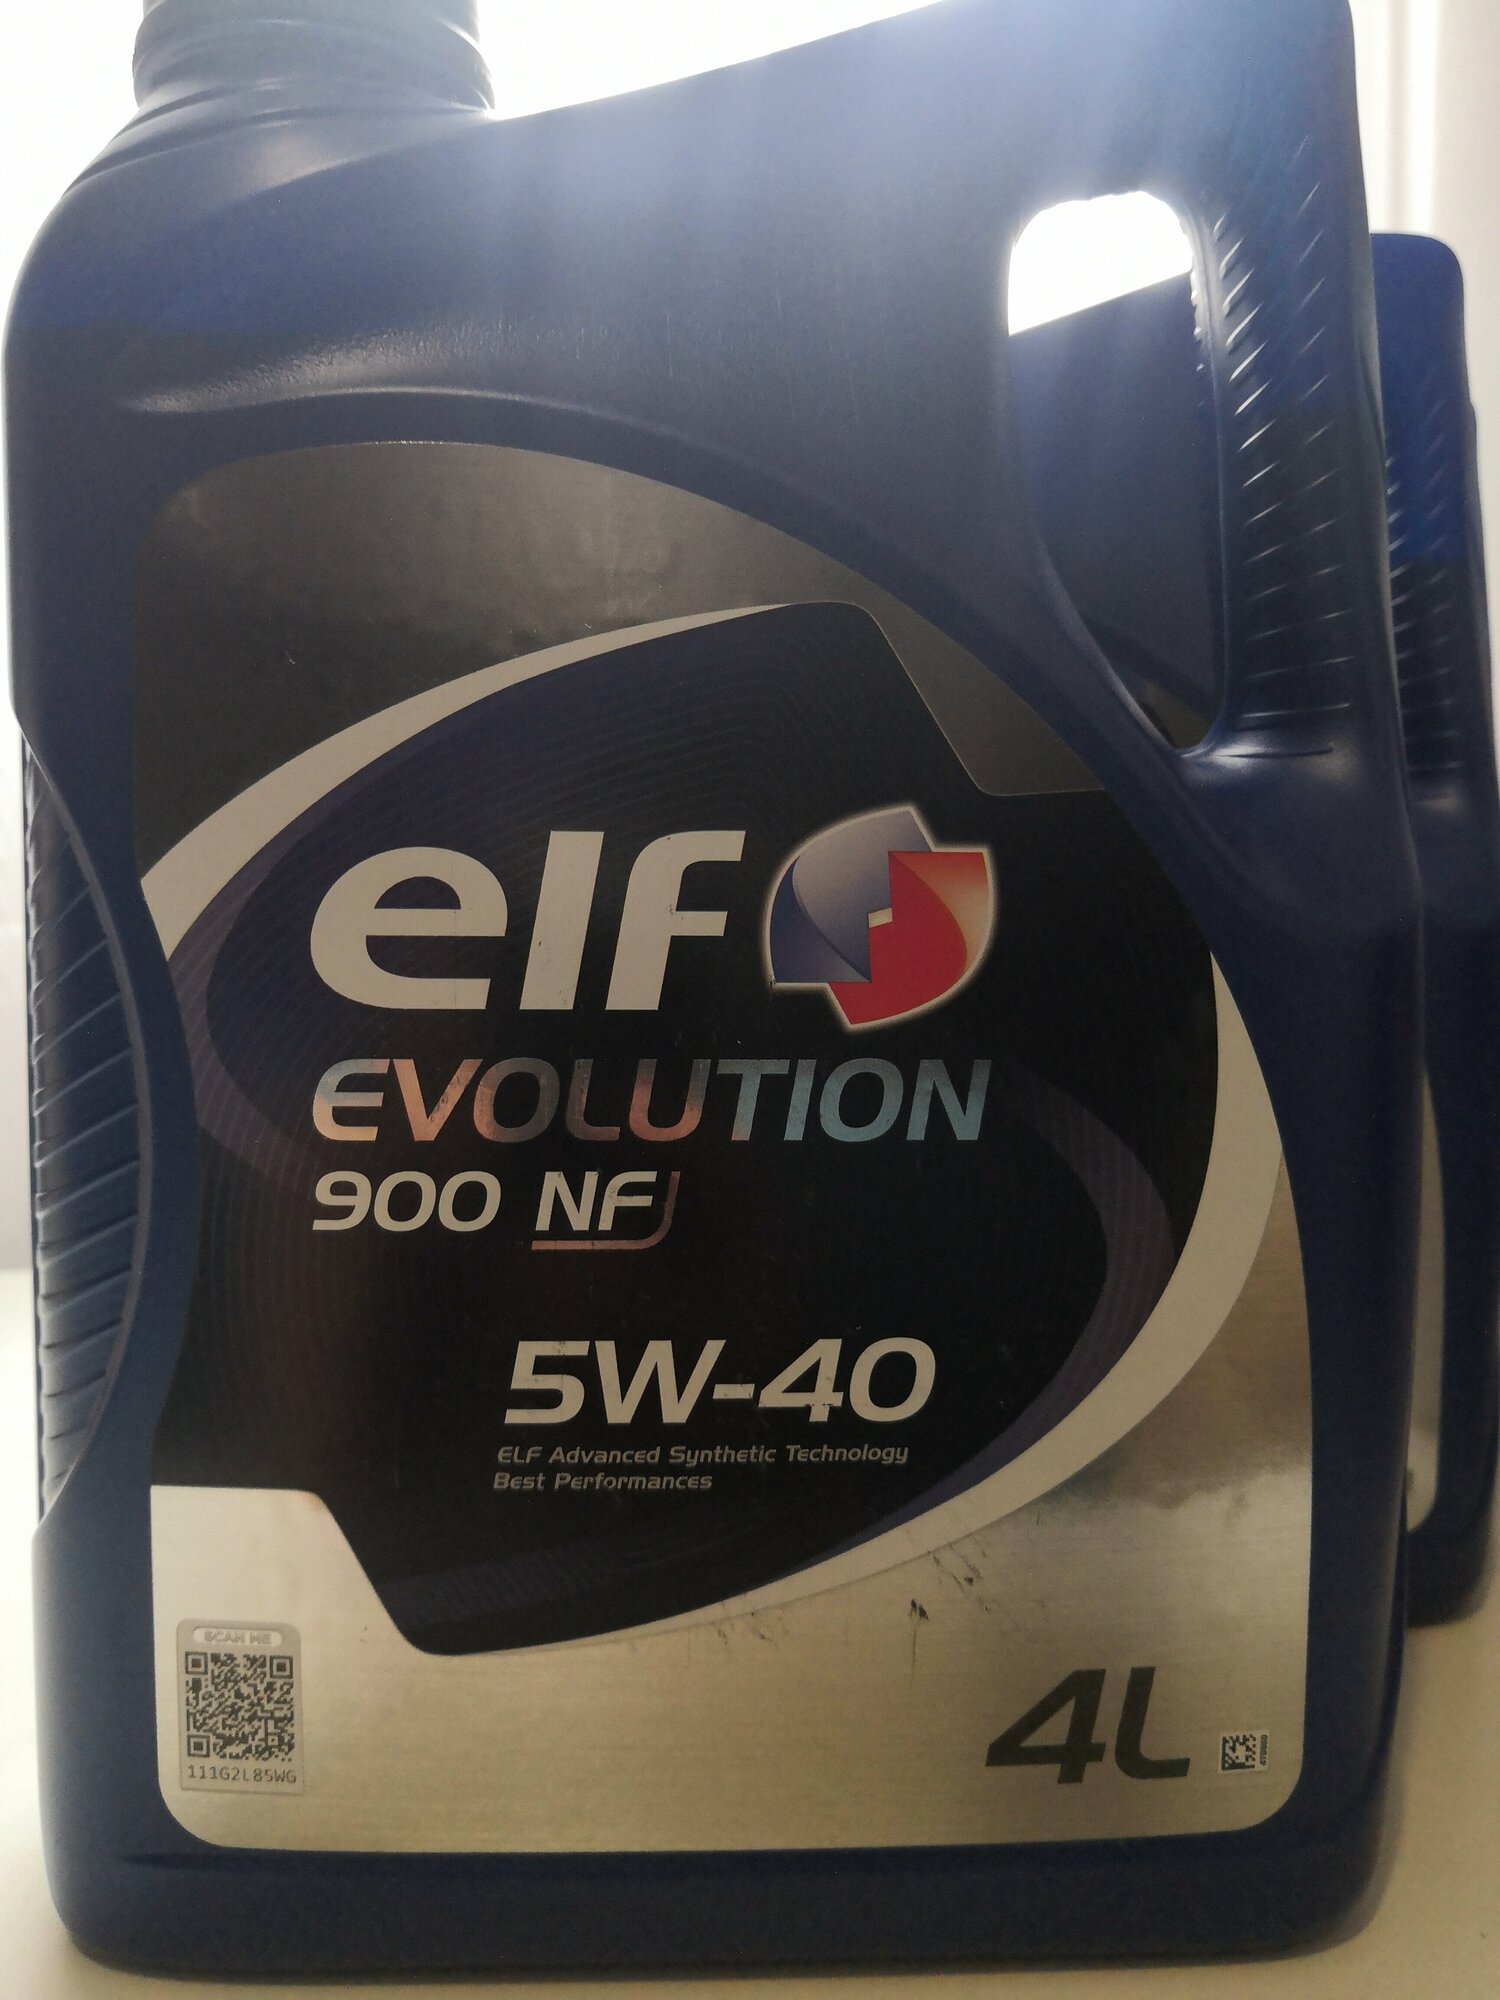 elf
EVOLUTION
900 NF
5W-40
ELF Advanced Synthetic Technology
Best Performances
SCAN ME
111G2L85WG
4L